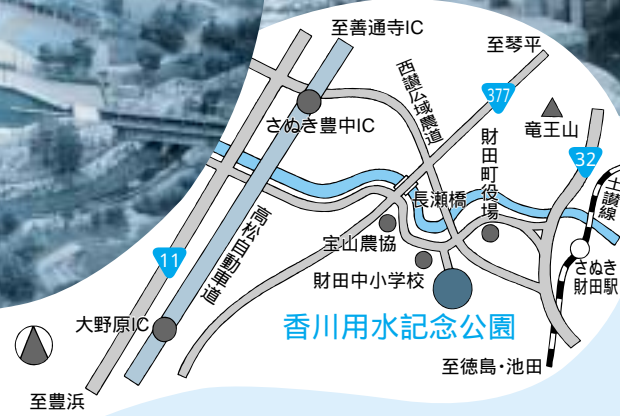 至善通寺IC
至琴平
西讃広域農道
377
竜王山
さぬき豊中IC
財田町役場
32
土讃線
長瀬橋
高松自動車道
宝山農協
11
さぬき
財田駅
財田中小学校
大野原IC
香川用水記念公園
至徳島・池田
至豊浜